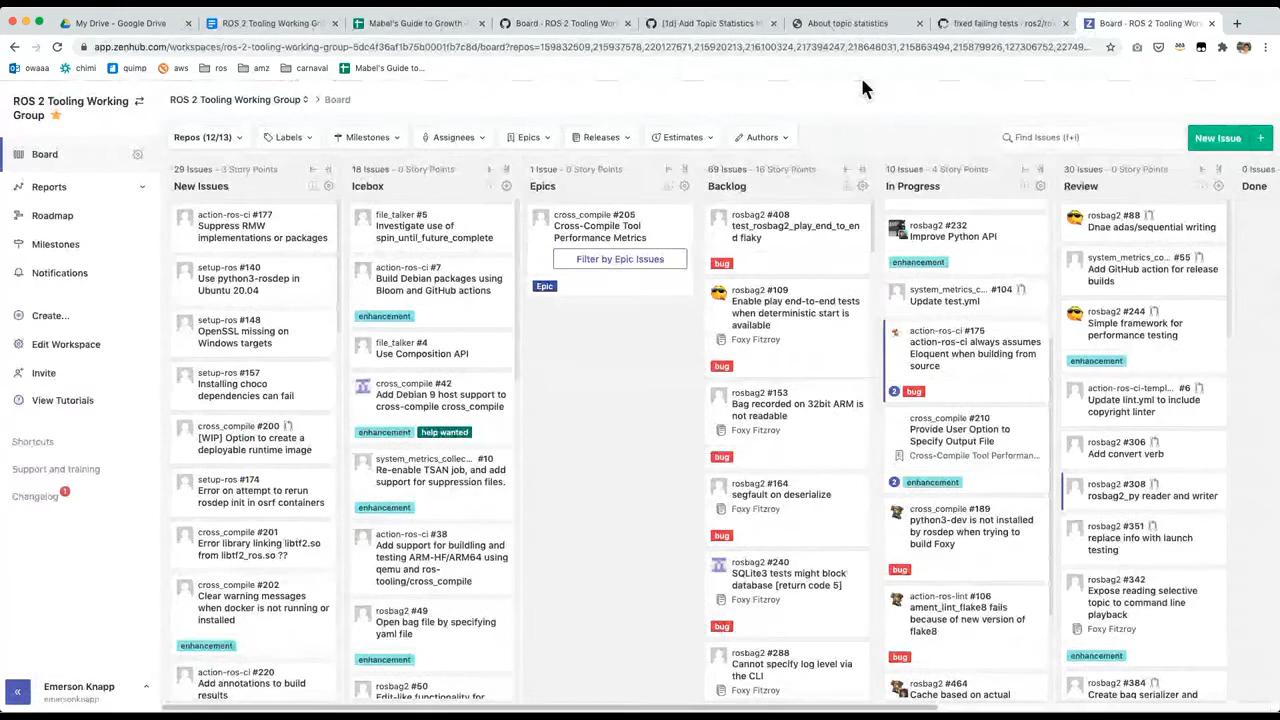 My Drive - Google Drive
ROS 2 Tooling Working Gr
Mabel's Guide to Growth -
Board · ROS 2 Tooling Wor
[1d] Add Topic Statistics M
About topic statistics
fixed failing tests · ros2/ro
Board - ROS 2 Tooling Wor
app.zenhub.com/workspaces/ros-2-tooling-working-group-5dc4f36af1b75b0001fb7c8d/board?repos=159832509,215937578,220127671,215920213,216100324,217394247,218648031,215863494,215879926,127306752,22749...
owaaa
chimi
quimp
aws
ros
amz
carnaval
Mabel's Guide to...
ROS 2 Tooling Working
Group
ROS 2 Tooling Working Group
Board
Board
Reports
Roadmap
Milestones
Notifications
Create...
Edit Workspace
Invite
View Tutorials
Shortcuts
Support and training
Changelog
1
Emerson Knapp
emersonknapp
Repos (12/13)
Labels
Milestones
Assignees
Epics
Releases
Estimates
Authors
Find Issues (f+i)
New Issue +
29 Issues - 3 Story Points
New Issues
action-ros-ci #177
Suppress RMW
implementations or packages
setup-ros #140
Use python3-rosdep in
Ubuntu 20.04
setup-ros #148
OpenSSL missing on
Windows targets
setup-ros #157
Installing choco
dependencies can fail
cross_compile #200
[WIP] Option to create a
deployable runtime image
setup-ros #174
Error on attempt to rerun
rosdep init in osrf containers
cross_compile #201
Error library linking libtf2.so
from libtf2_ros.so ??
cross_compile #202
Clear warning messages
when docker is not running or
installed
enhancement
action-ros-ci #220
Add annotations to build
results
18 Issues - 0 Story Points
Icebox
file_talker #5
Investigate use of
spin_until_future_complete
action-ros-ci #7
Build Debian packages using
Bloom and GitHub actions
enhancement
file_talker #4
Use Composition API
cross_compile #42
Add Debian 9 host support to
cross-compile cross_compile
enhancement
help wanted
system_metrics_collec... #10
Re-enable TSAN job, and add
support for suppression files.
enhancement
action-ros-ci #38
Add support for building and
testing ARM-HF/ARM64 using
qemu and ros-
tooling/cross_compile
rosbag2 #49
Open bag file by specifying
yaml file
enhancement
rosbag2 #50
Edit-like functionality for
1 Issue - 0 Story Points
Epics
cross_compile #205
Cross-Compile Tool
Performance Metrics
Filter by Epic Issues
Epic
69 Issues - 16 Story Points
Backlog
rosbag2 #408
test_rosbag2_play_end_to_en
d flaky
bug
rosbag2 #109
Enable play end-to-end tests
when deterministic start is
available
Foxy Fitzroy
bug
rosbag2 #153
Bag recorded on 32bit ARM is
not readable
Foxy Fitzroy
bug
rosbag2 #164
segfault on deserialize
Foxy Fitzroy
bug
rosbag2 #240
SQLite3 tests might block
database [return code 5]
Foxy Fitzroy
bug
rosbag2 #288
Cannot specify log level via
the CLI
Foxy Fitzroy
10 Issues - 4 Story Points
In Progress
rosbag2 #232
Improve Python API
enhancement
system_metrics_c... #104
Update test.yml
action-ros-ci #175
action-ros-ci always assumes
Eloquent when building from
source
2 bug
cross_compile #210
Provide User Option to
Specify Output File
Cross-Compile Tool Performan...
2 enhancement
cross_compile #189
python3-dev is not installed
by rosdep when trying to
build Foxy
bug
action-ros-lint #106
ament_lint_flake8 fails
because of new version of
flake8
bug
rosbag2 #464
Cache based on actual
30 Issues - 0 Story Points
Review
rosbag2 #88
Dnae adas/sequential writing
system_metrics_co... #55
Add GitHub action for release
builds
rosbag2 #244
Simple framework for
performance testing
enhancement
action-ros-ci-templ... #6
Update lint.yml to include
copyright linter
rosbag2 #306
Add convert verb
rosbag2 #308
rosbag2_py reader and writer
rosbag2 #351
replace info with launch
testing
rosbag2 #342
Expose reading selective
topic to command line
playback
Foxy Fitzroy
enhancement
rosbag2 #384
Create bag serializer and
0 Issues
Done